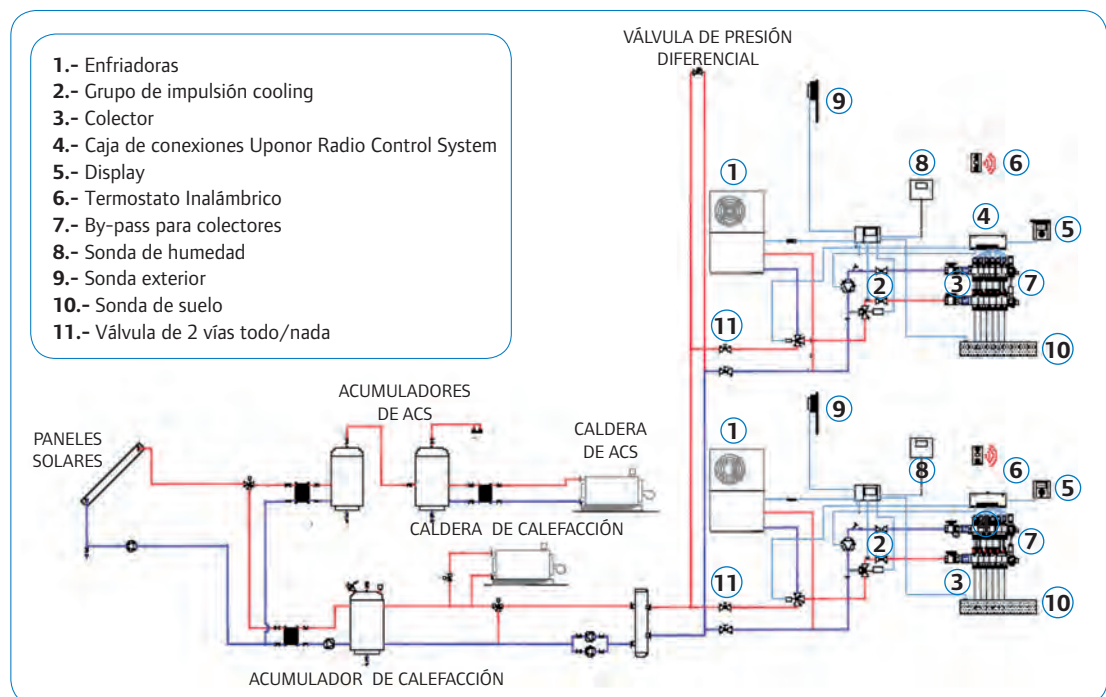 1.- Enfriadoras
2.- Grupo de impulsión cooling
3.- Colector
4.- Caja de conexiones Uponor Radio Control System
5.- Display
6.- Termostato Inalámbrico
7.- By-pass para colectores
8.- Sonda de humedad
9.- Sonda exterior
10.- Sonda de suelo
11.- Válvula de 2 vías todo/nada
VÁLVULA DE PRESIÓN
DIFERENCIAL
9
8
6
1
4
5
2
3
7
11
10
ACUMULADORES
DE ACS
PANELES
SOLARES
CALDERA
DE ACS
CALDERA DE CALEFACCIÓN
ACUMULADOR DE CALEFACCIÓN
9
1
8
6
5
2
7
3
11
10